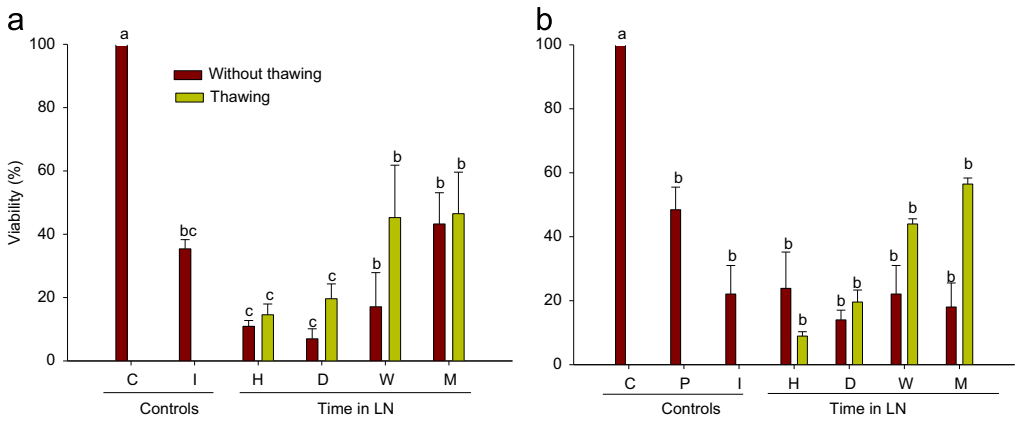 a
100
80
60
40
20
0
Viability (%)
Without thawing
Thawing
a
bc
c
c
c
c
b
b
b
b
C I H D W M
Controls Time in LN
b
100
80
60
40
20
0
a
b
b
b
b
b
b
b
b
b
b
C P I H D W M
Controls Time in LN